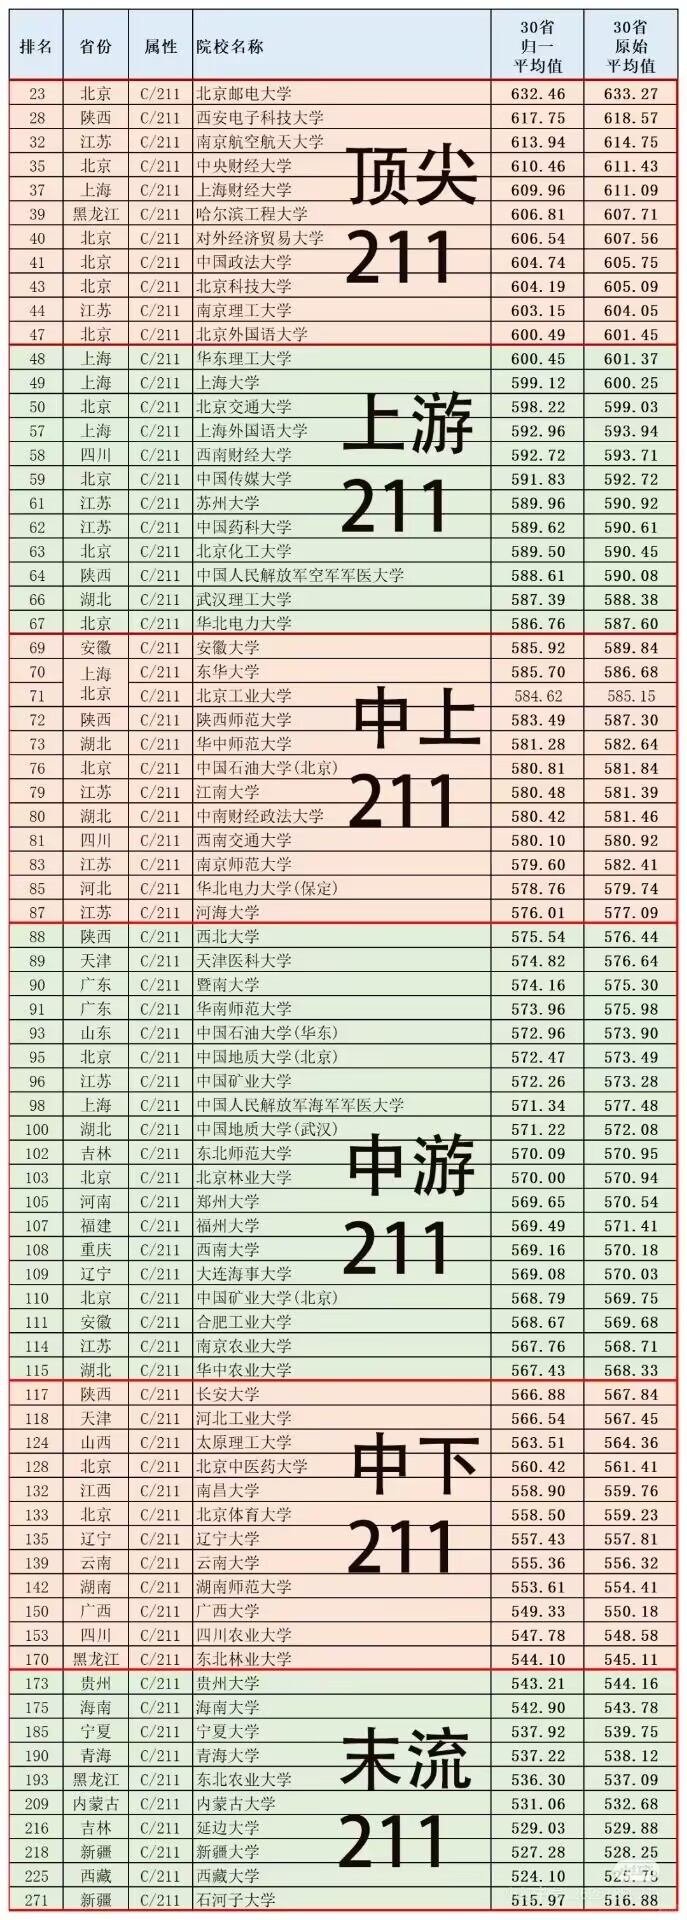 排名 省份 属性 院校名称 30省归一平均值 30省原始平均值
23 北京 C/211 北京邮电大学 632.46 633.27
28 陕西 C/211 西安电子科技大学 617.75 618.57
32 江苏 C/211 南京航空航天大学 613.94 614.75
35 北京 C/211 中央财经大学 610.46 611.43
37 上海 C/211 上海财经大学 609.96 611.09
39 黑龙江 C/211 哈尔滨工程大学 606.81 607.71
40 北京 C/211 对外经济贸易大学 606.54 607.56
41 北京 C/211 中国政法大学 604.74 605.75
43 北京 C/211 北京科技大学 604.19 605.09
44 江苏 C/211 南京理工大学 603.15 604.05
47 北京 C/211 北京外国语大学 600.49 601.45
顶尖
211
48 上海 C/211 华东理工大学 600.45 601.37
49 上海 C/211 上海大学 599.12 600.25
50 北京 C/211 北京交通大学 598.22 599.03
57 上海 C/211 上海外国语大学 592.96 593.94
58 四川 C/211 西南财经大学 592.72 593.71
59 北京 C/211 中国传媒大学 591.83 592.72
61 江苏 C/211 苏州大学 589.96 590.92
62 江苏 C/211 中国药科大学 589.62 590.61
63 北京 C/211 北京化工大学 589.50 590.45
64 陕西 C/211 中国人民解放军空军军医大学 588.61 590.08
66 湖北 C/211 武汉理工大学 587.39 588.38
67 北京 C/211 华北电力大学 586.76 587.60
上游
211
69 安徽 C/211 安徽大学 585.92 589.84
70 上海 C/211 东华大学 585.70 586.68
71 北京 C/211 北京工业大学 584.62 585.15
72 陕西 C/211 陕西师范大学 583.49 587.30
73 湖北 C/211 华中师范大学 581.28 582.64
76 北京 C/211 中国石油大学(北京) 580.81 581.84
79 江苏 C/211 江南大学 580.48 581.39
80 湖北 C/211 中南财经政法大学 580.42 581.46
81 四川 C/211 西南交通大学 580.10 580.92
83 江苏 C/211 南京师范大学 579.60 582.41
85 河北 C/211 华北电力大学(保定) 578.76 579.74
87 江苏 C/211 河海大学 576.01 577.09
中上
211
88 陕西 C/211 西北大学 575.54 576.44
89 天津 C/211 天津医科大学 574.82 576.64
90 广东 C/211 暨南大学 574.16 575.30
91 广东 C/211 华南师范大学 573.96 575.98
93 山东 C/211 中国石油大学(华东) 572.96 573.90
95 北京 C/211 中国地质大学(北京) 572.47 573.49
96 江苏 C/211 中国矿业大学 572.26 573.28
98 上海 C/211 中国人民解放军海军军医大学 571.34 577.48
100 湖北 C/211 中国地质大学(武汉) 571.22 572.08
102 吉林 C/211 东北师范大学 570.09 570.95
103 北京 C/211 北京林业大学 570.00 570.94
105 河南 C/211 郑州大学 569.65 570.54
107 福建 C/211 福州大学 569.49 571.41
108 重庆 C/211 西南大学 569.16 570.18
109 辽宁 C/211 大连海事大学 569.08 570.03
110 北京 C/211 中国矿业大学(北京) 568.79 569.75
111 安徽 C/211 合肥工业大学 568.67 569.68
114 江苏 C/211 南京农业大学 567.76 568.71
115 湖北 C/211 华中农业大学 567.43 568.33
中游
211
117 陕西 C/211 长安大学 566.88 567.84
118 天津 C/211 河北工业大学 566.54 567.45
124 山西 C/211 太原理工大学 563.51 564.36
128 北京 C/211 北京中医药大学 560.42 561.41
132 江西 C/211 南昌大学 558.90 559.76
133 北京 C/211 北京体育大学 558.50 559.23
135 辽宁 C/211 辽宁大学 557.43 557.81
139 云南 C/211 云南大学 555.36 556.32
142 湖南 C/211 湖南师范大学 553.61 554.41
150 广西 C/211 广西大学 549.33 550.18
153 四川 C/211 四川农业大学 547.78 548.58
170 黑龙江 C/211 东北林业大学 544.10 545.11
中下
211
173 贵州 C/211 贵州大学 543.21 544.16
175 海南 C/211 海南大学 542.90 543.78
185 宁夏 C/211 宁夏大学 537.92 539.75
190 青海 C/211 青海大学 537.22 538.12
193 黑龙江 C/211 东北农业大学 536.30 537.09
209 内蒙古 C/211 内蒙古大学 531.06 532.68
216 吉林 C/211 延边大学 529.03 529.88
218 新疆 C/211 新疆大学 527.28 528.25
225 西藏 C/211 西藏大学 524.10
271 新疆 C/211 石河子大学 515.97 516.88
末流
211